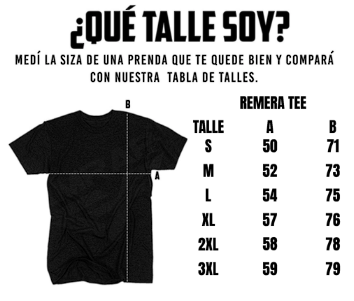 ¿QUÉ TALLE SOY?
MEDÍ LA SIZA DE UNA PRENDA QUE TE QUEDE BIEN Y COMPARÁ
CON NUESTRA TABLA DE TALLES.
REMERA TEE
TALLE A B
S 50 71
M 52 73
L 54 75
XL 57 76
2XL 58 78
3XL 59 79
B
A